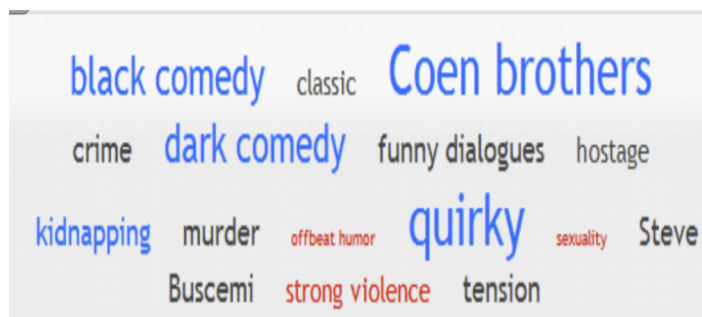 black comedy classic Coen brothers
crime dark comedy funny dialogues hostage
kidnapping murder offbeat humor quirky sexuality Steve
Buscemi strong violence tension